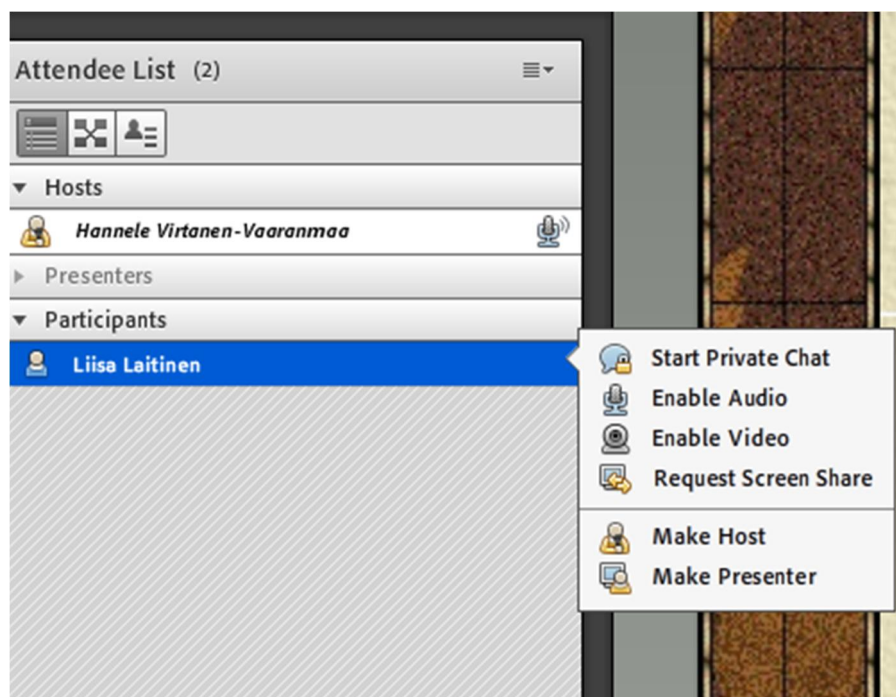 Attendee List (2)
Hosts
Hannele Virtanen-Vaaranmaa
Presenters
Participants
Liisa Laitinen
Start Private Chat
Enable Audio
Enable Video
Request Screen Share
Make Host
Make Presenter